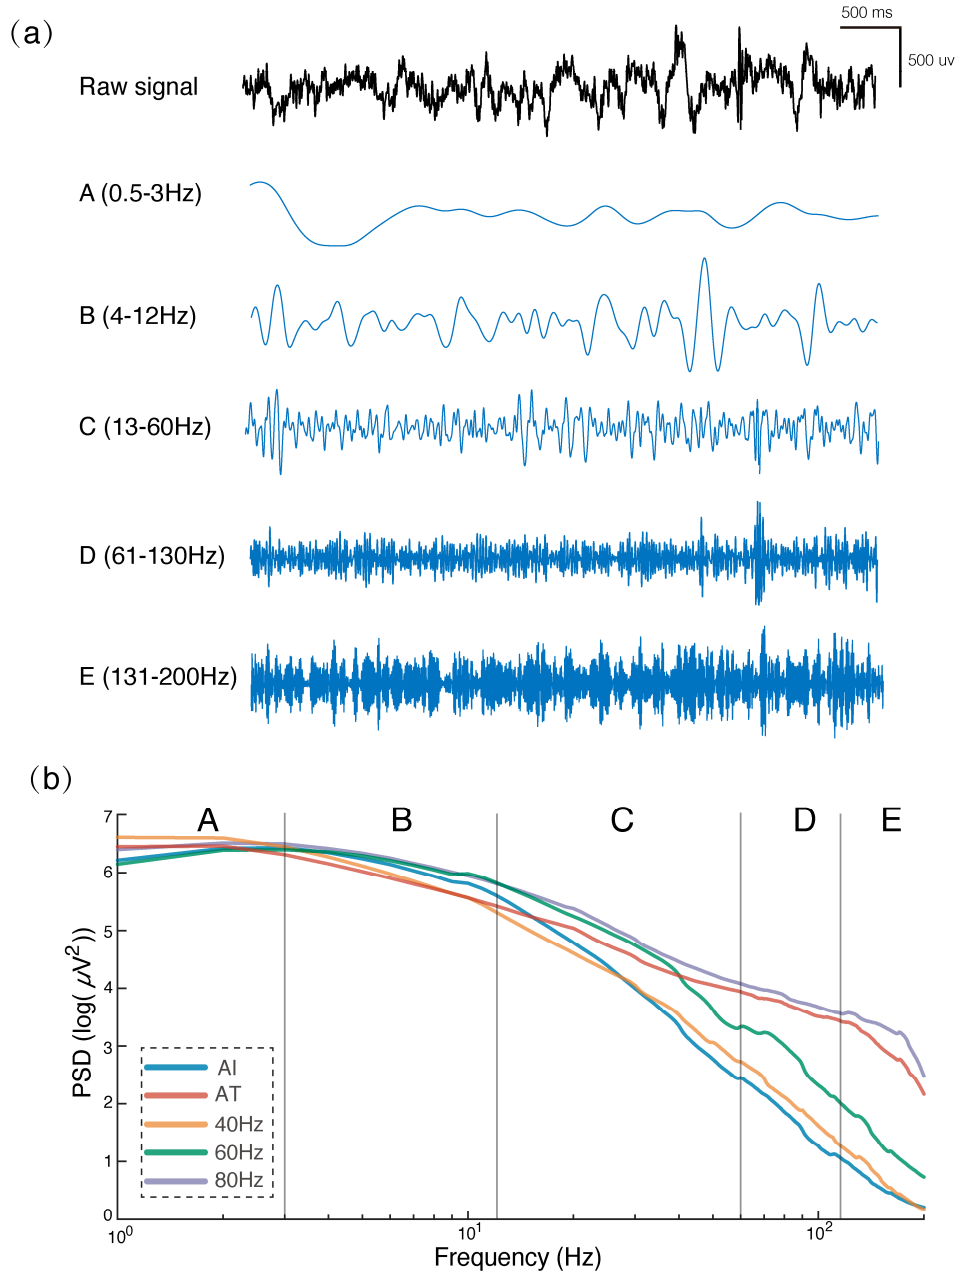 (a)
500 ms
500 uv
Raw signal
A (0.5-3Hz)
B (4-12Hz)
C (13-60Hz)
D (61-130Hz)
E (131-200Hz)
(b)
A B C D E
7
6
5
4
3
2
1
0
PSD (log( μV²))
AI
AT
40Hz
60Hz
80Hz
10⁰ 10¹ 10²
Frequency (Hz)